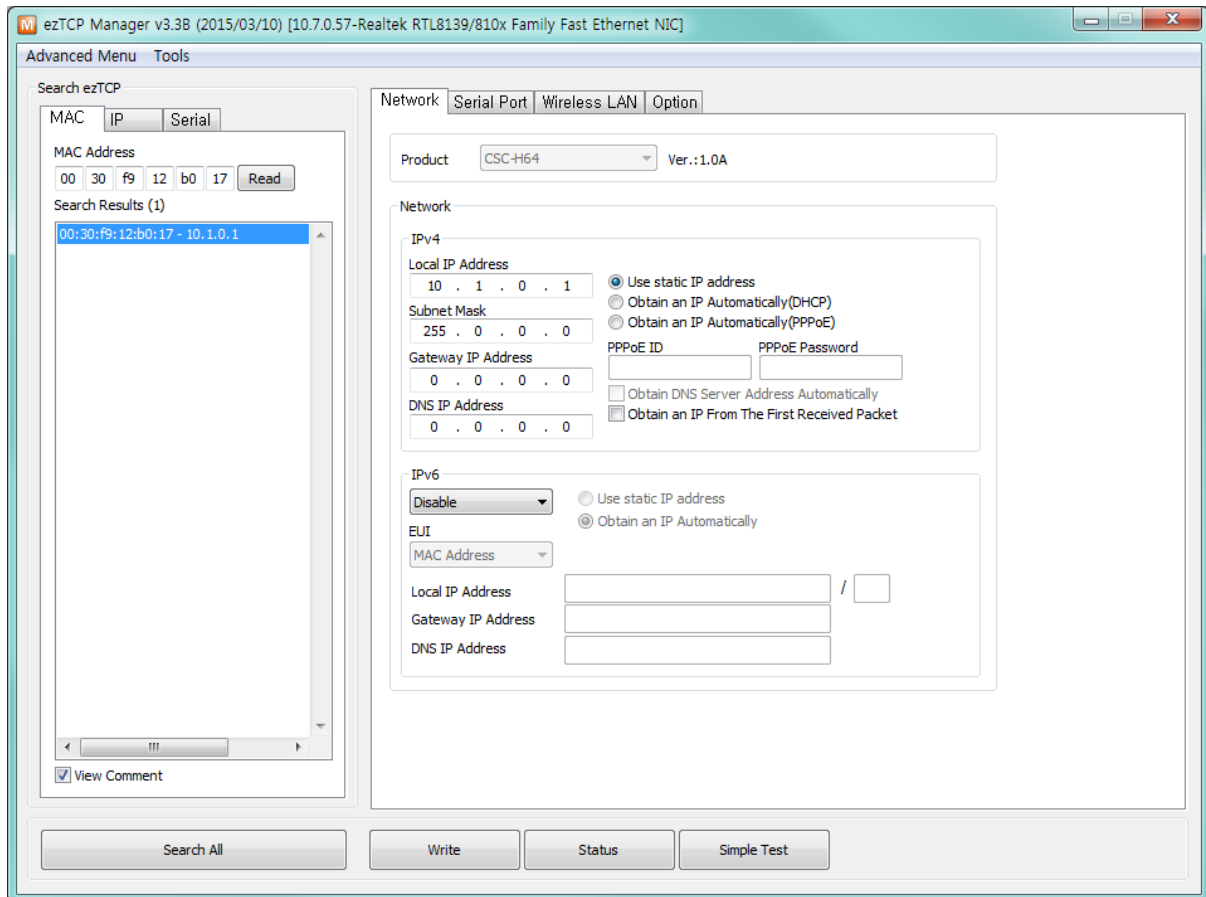 ezTCP Manager v3.3B (2015/03/10) [10.7.0.57-Realtek RTL8139/810x Family Fast Ethernet NIC]
Advanced Menu Tools
Search ezTCP
MAC IP Serial
MAC Address
00 30 f9 12 b0 17 Read
Search Results (1)
00:30:f9:12:b0:17 - 10.1.0.1
View Comment
Network Serial Port Wireless LAN Option
Product CSC-H64 Ver.:1.0A
Network
IPv4
Local IP Address
10 . 1 . 0 . 1
Subnet Mask
255 . 0 . 0 . 0
Gateway IP Address
0 . 0 . 0 . 0
DNS IP Address
0 . 0 . 0 . 0
Use static IP address
Obtain an IP Automatically(DHCP)
Obtain an IP Automatically(PPPoE)
PPPoE ID PPPoE Password
Obtain DNS Server Address Automatically
Obtain an IP From The First Received Packet
IPv6
Disable
Use static IP address
Obtain an IP Automatically
EUI
MAC Address
Local IP Address /
Gateway IP Address
DNS IP Address
Search All Write Status Simple Test